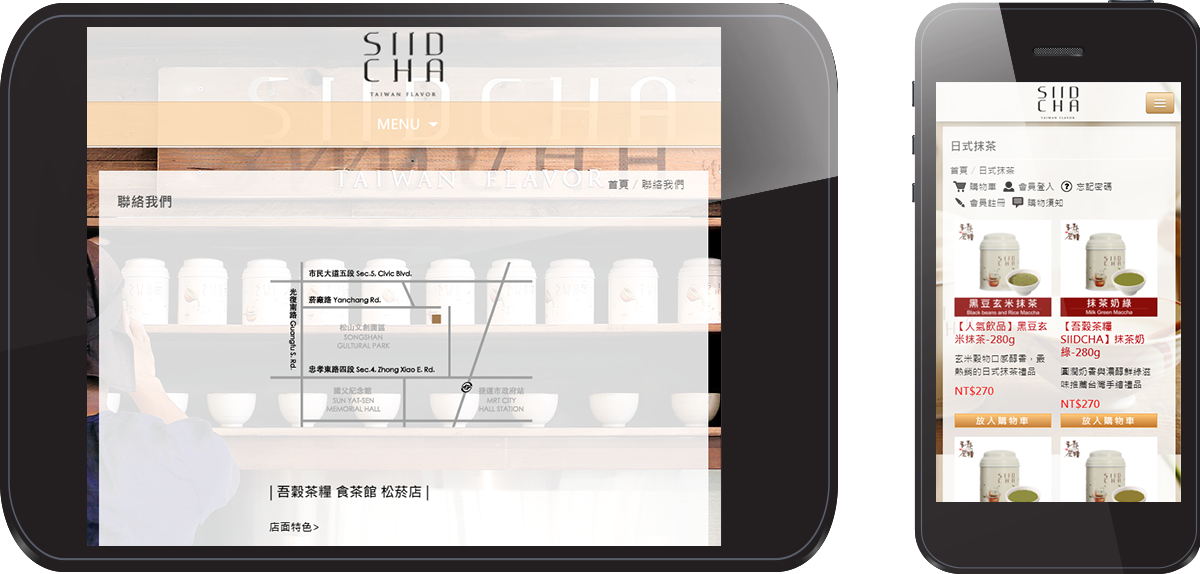 SIID
CHA
TAIWAN FLAVOR
SIIDCHA
MENU
TAIWAN FLAVOR
首頁 / 聯絡我們
聯絡我們
市民大道五段 Sec.5. Civic Blvd.
菸廠路 Yanchang Rd.
光復南路 Guangfu S. Rd.
松山文創園區
SONGSHAN
GULTURAL PARK
忠孝東路四段 Sec.4. Zhong Xiao E. Rd.
國父紀念館
SUN YAT-SEN
MEMORIAL HALL
捷運市政府站
MRT CITY
HALL STATION
| 吾穀茶糧 食茶館 松菸店 |
店面特色>
SIID
CHA
TAIWAN FLAVOR
日式抹茶
首頁 / 日式抹茶
購物車 會員登入 忘記密碼
會員註冊 購物須知
黑豆玄米抹茶
Black beans and Rice Maccha
【人氣飲品】黑豆玄
米抹茶-280g
玄米穀物口感醇香，最
熱銷的日式抹茶禮品
NT$270
放入購物車
抹茶奶綠
Milk Green Maccha
【吾穀茶糧
SIIDCHA】抹茶奶
綠-280g
圓潤奶香與濃醇鮮綠滋
味推薦台灣手繪禮品
NT$270
放入購物車